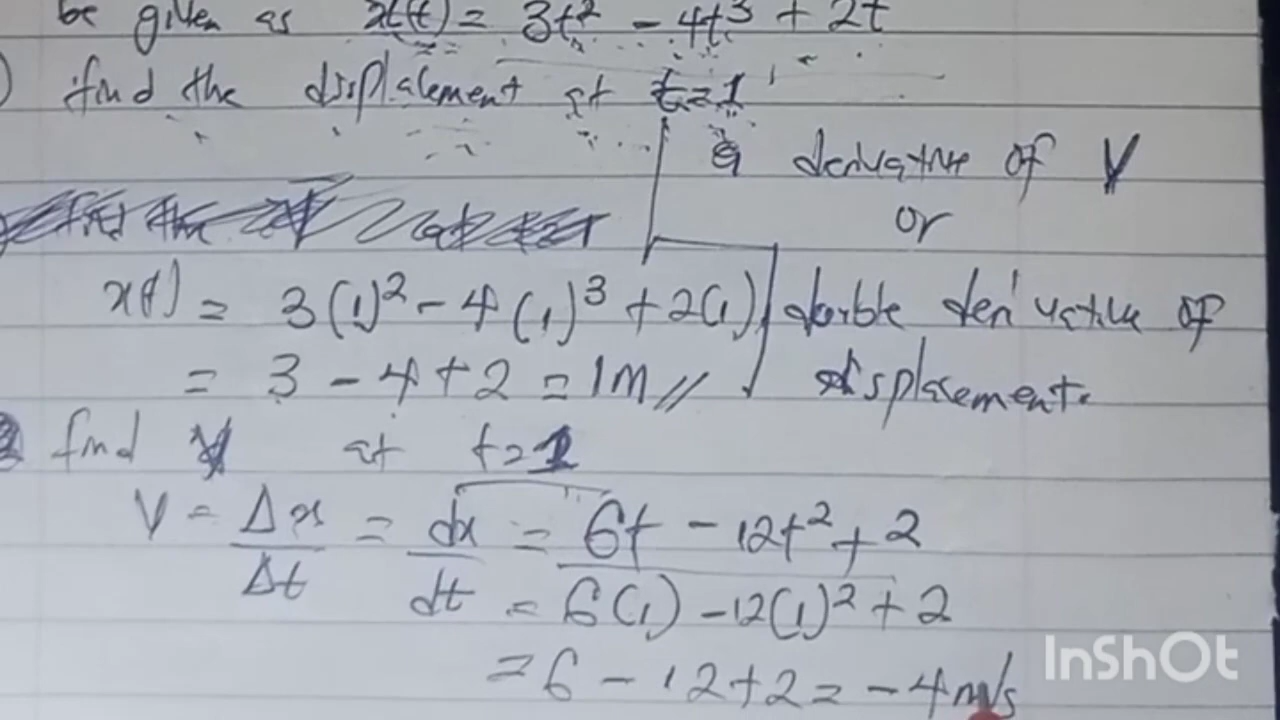 be given as x(t) = 3t² - 4t³ + 2t
) find the displacement at t=1
a derivative of V
or
double derivative of
displacement.
x(1) = 3(1)² - 4(1)³ + 2(1)
= 3 - 4 + 2 = 1m //
find V at t=1
V = Δx/Δt = dx/dt = 6t - 12t² + 2
= 6(1) - 12(1)² + 2
= 6 - 12 + 2 = -4m/s
InShOt